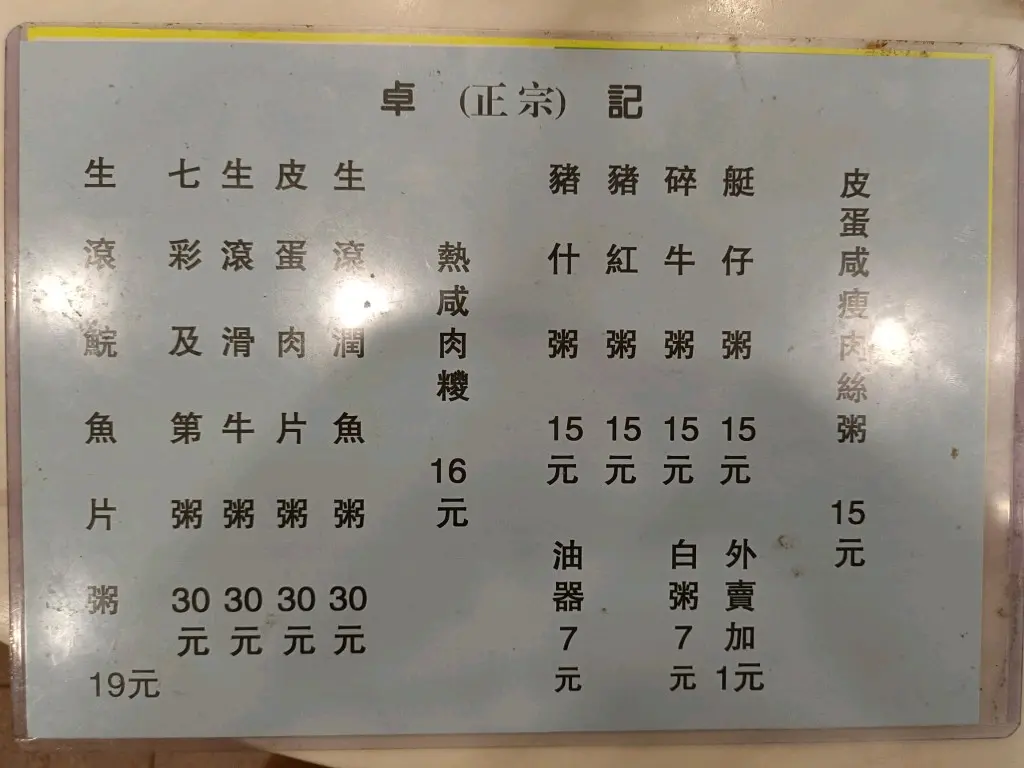 卓 (正宗) 記
皮蛋咸瘦肉絲粥 15元
艇仔粥 15元
碎牛粥 15元
豬紅粥 15元
豬什粥 15元
外賣加1元
白粥 7元
油器 7元
熱咸肉糭 16元
生滾潤魚粥 30元
皮蛋肉片粥 30元
生滾滑牛粥 30元
七彩及第粥 30元
生滾鯇魚片粥 19元